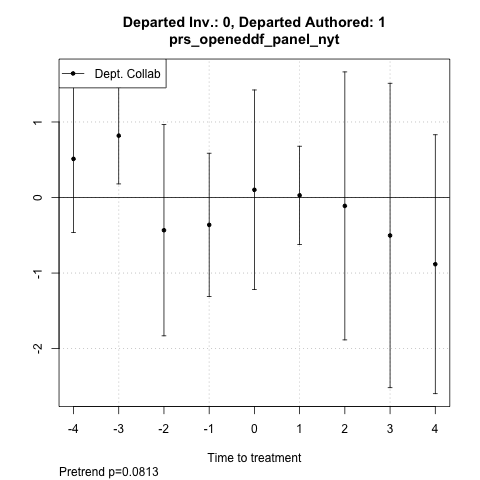 Departed Inv.: 0, Departed Authored: 1
prs_openeddf_panel_nyt
Dept. Collab
1
0
-1
-2
-4 -3 -2 -1 0 1 2 3 4
Time to treatment
Pretrend p=0.0813